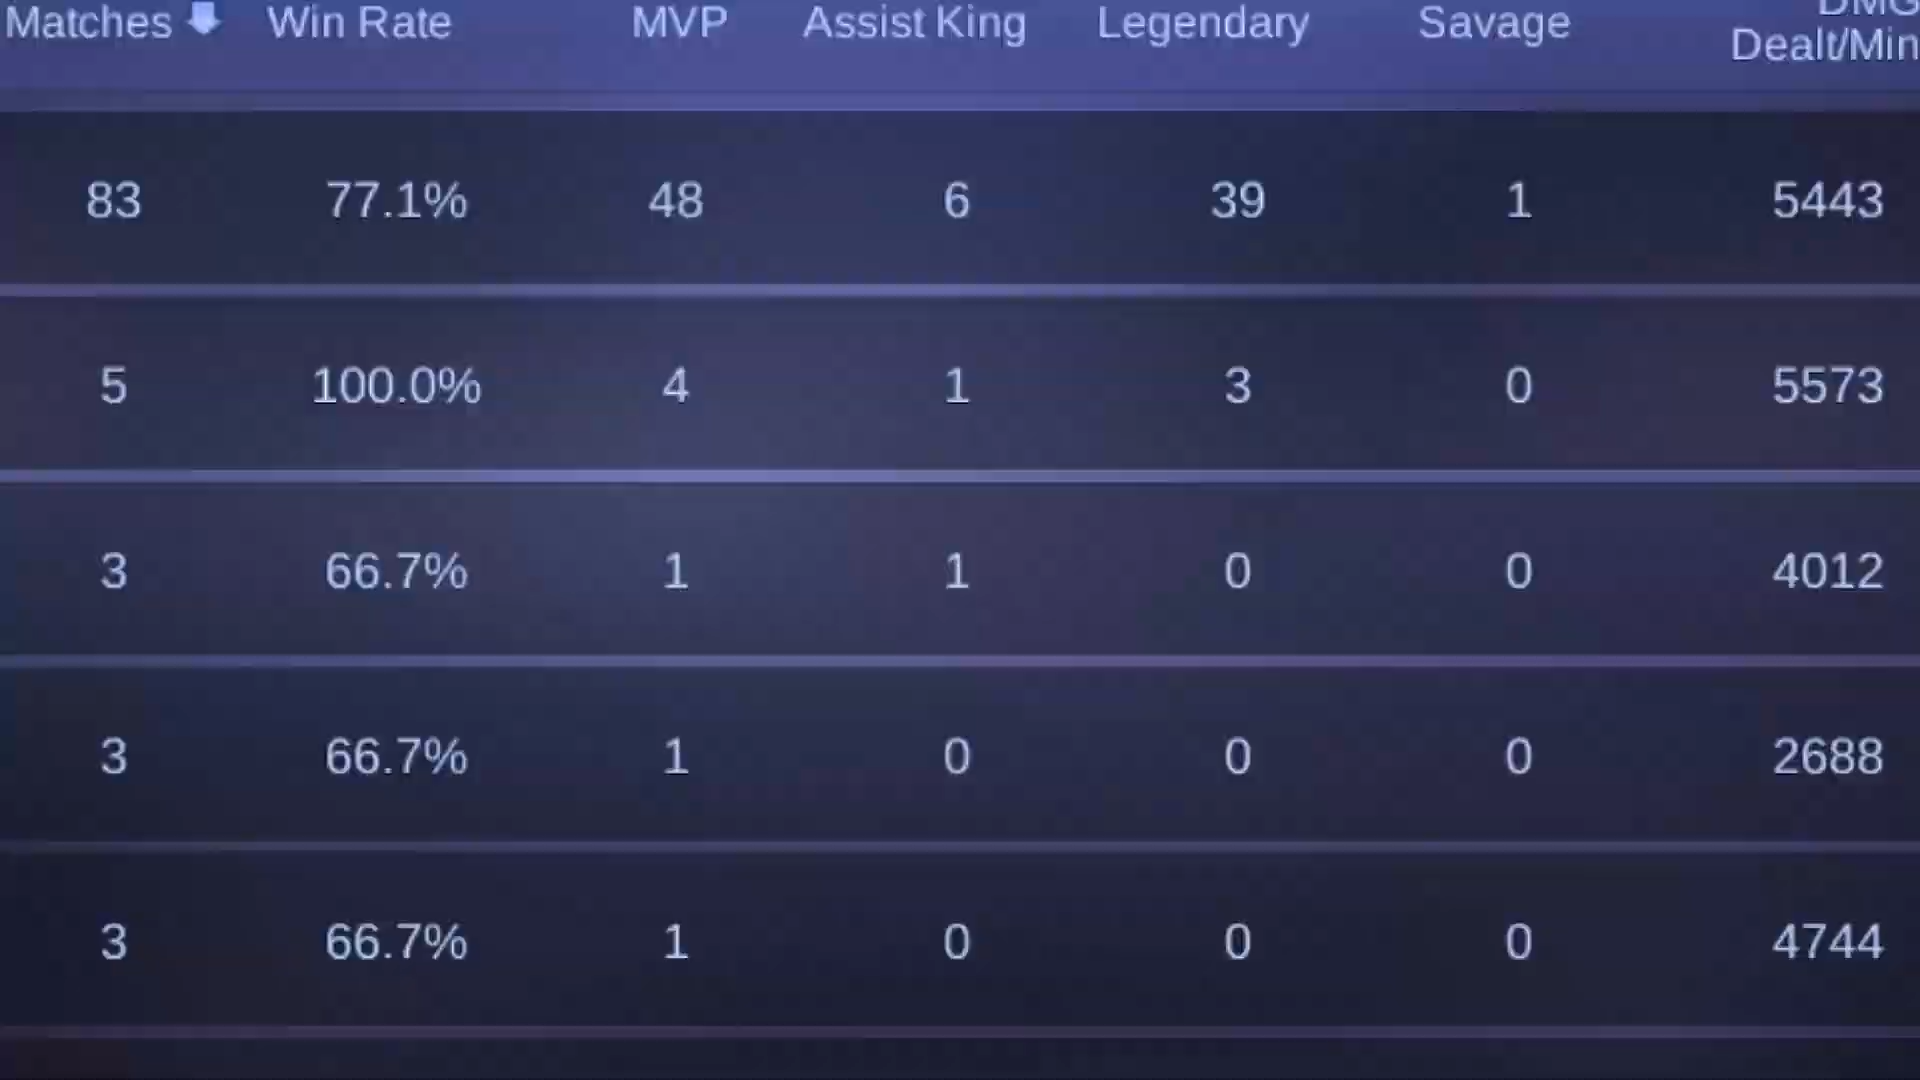 Matches Win Rate MVP Assist King Legendary Savage DMG Dealt/Min
83 77.1% 48 6 39 1 5443
5 100.0% 4 1 3 0 5573
3 66.7% 1 1 0 0 4012
3 66.7% 1 0 0 0 2688
3 66.7% 1 0 0 0 4744